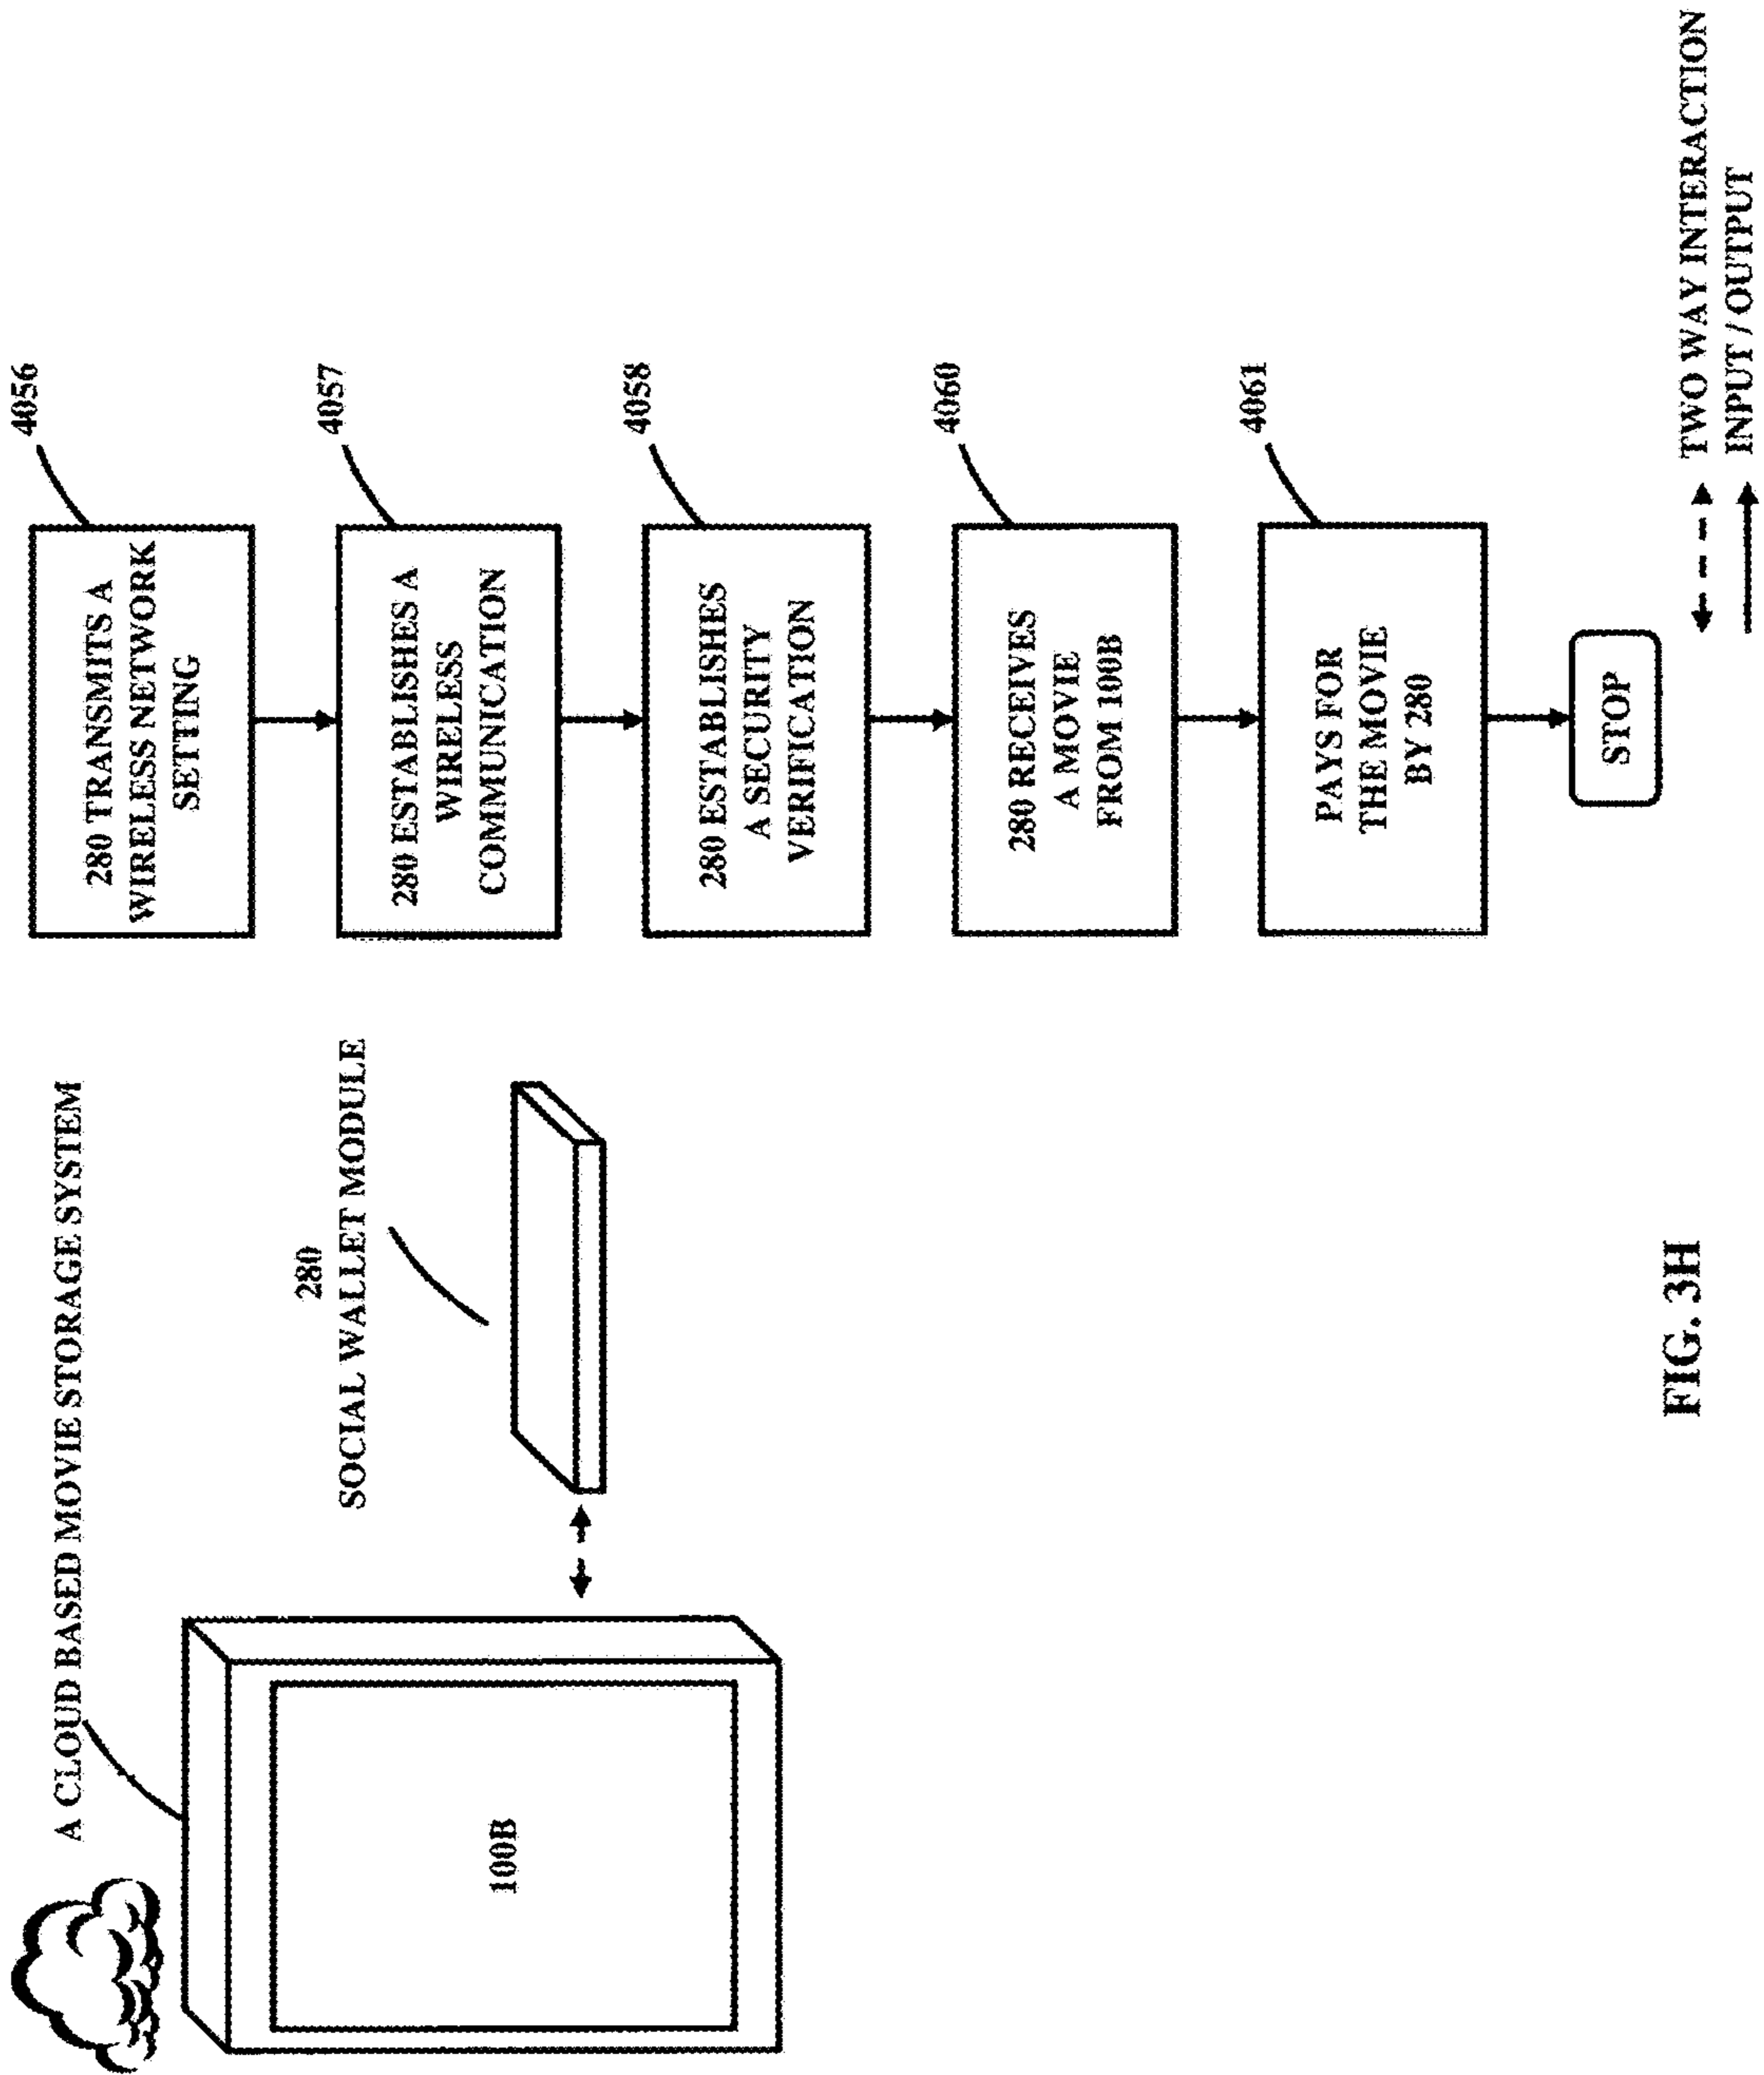 A CLOUD BASED MOVIE STORAGE SYSTEM
100B
280
SOCIAL WALLET MODULE
4056
280 TRANSMITS A
WIRELESS NETWORK
SETTING
4057
280 ESTABLISHES A
WIRELESS
COMMUNICATION
4058
280 ESTABLISHES
A SECURITY
VERIFICATION
4060
280 RECEIVES
A MOVIE
FROM 100B
4061
PAYS FOR
THE MOVIE
BY 280
STOP
TWO WAY INTERACTION
INPUT / OUTPUT
FIG. 3H